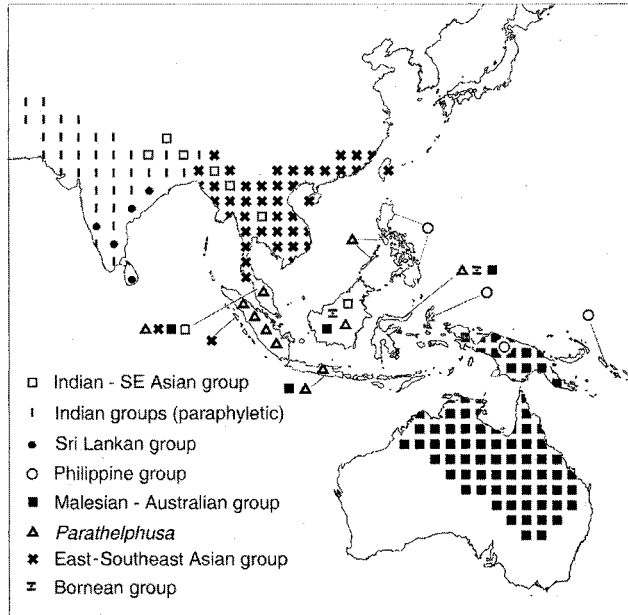 Indian - SE Asian group
Indian groups (paraphyletic)
Sri Lankan group
Philippine group
Malesian - Australian group
Parathelphusa
East-Southeast Asian group
Bornean group